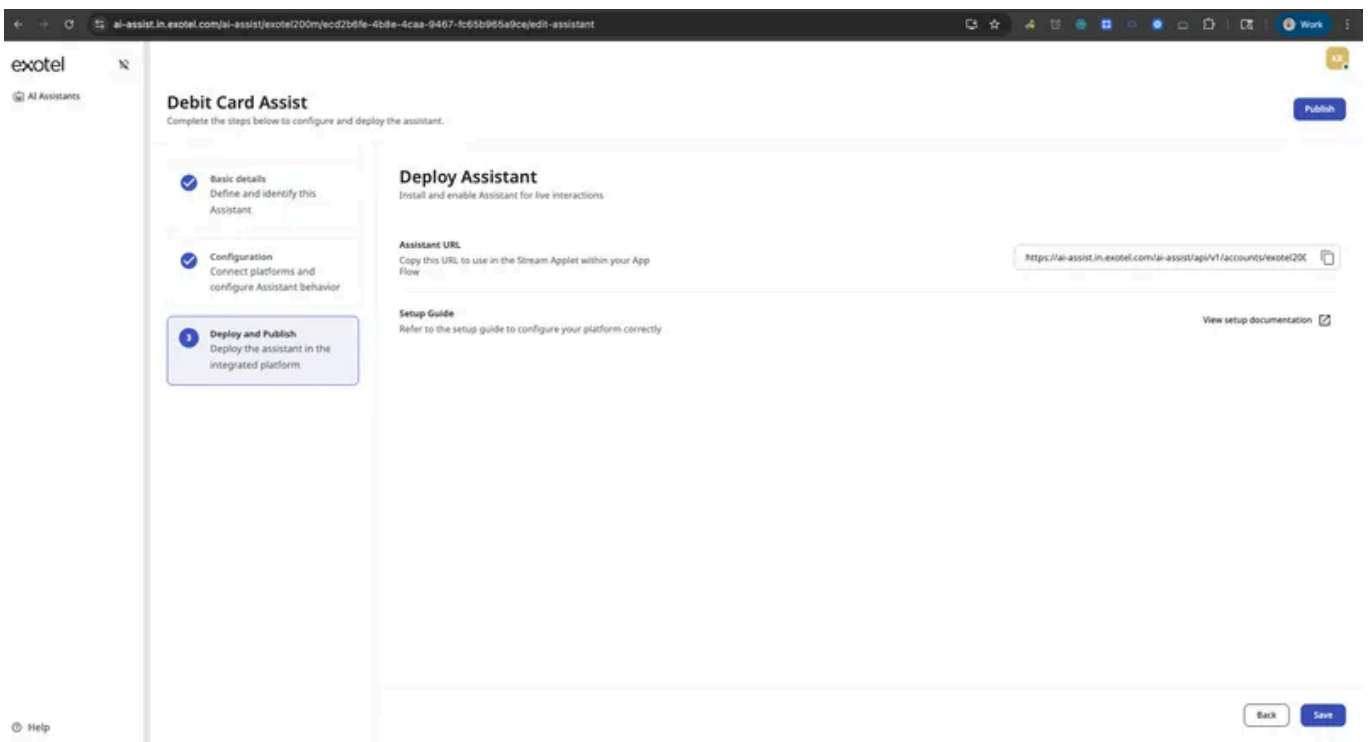 ai-assist.in.exotel.com/ai-assist/exotel200m/ecd2b6fe-4b8e-4caa-9467-fc65b965a9ce/edit-assistant
Work
exotel
AI Assistants
KK
Debit Card Assist
Complete the steps below to configure and deploy the assistant.
Publish
Basic details
Define and identify this
Assistant
Configuration
Connect platforms and
configure Assistant behavior
3
Deploy and Publish
Deploy the assistant in the
integrated platform
Deploy Assistant
Install and enable Assistant for live interactions
Assistant URL
Copy this URL to use in the Stream Applet within your App
Flow
https://ai-assist.in.exotel.com/ai-assist/api/v1/accounts/exotel20
Setup Guide
Refer to the setup guide to configure your platform correctly
View setup documentation
Help
Back
Save